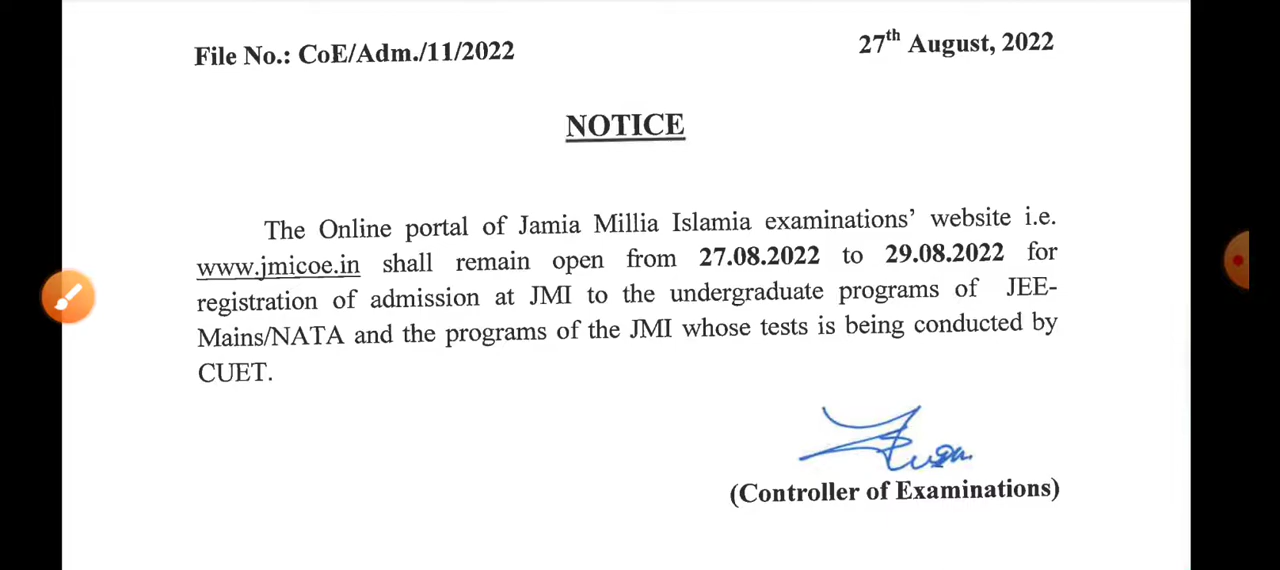 File No.: CoE/Adm./11/2022
27th August, 2022
NOTICE
The Online portal of Jamia Millia Islamia examinations’ website i.e.
www.jmicoe.in shall remain open from 27.08.2022 to 29.08.2022 for
registration of admission at JMI to the undergraduate programs of JEE-
Mains/NATA and the programs of the JMI whose tests is being conducted by
CUET.
(Controller of Examinations)